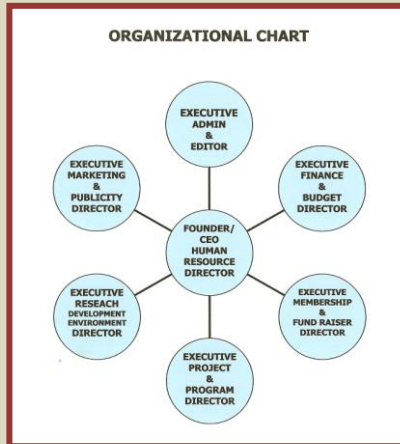 ORGANIZATIONAL CHART
EXECUTIVE
ADMIN
&
EDITOR
EXECUTIVE
MARKETING
&
PUBLICITY
DIRECTOR
EXECUTIVE
FINANCE
&
BUDGET
DIRECTOR
FOUNDER/
CEO
HUMAN
RESOURCE
DIRECTOR
EXECUTIVE
RESEACH
DEVELOPMENT
ENVIRONMENT
DIRECTOR
EXECUTIVE
MEMBERSHIP
&
FUND RAISER
DIRECTOR
EXECUTIVE
PROJECT
&
PROGRAM
DIRECTOR